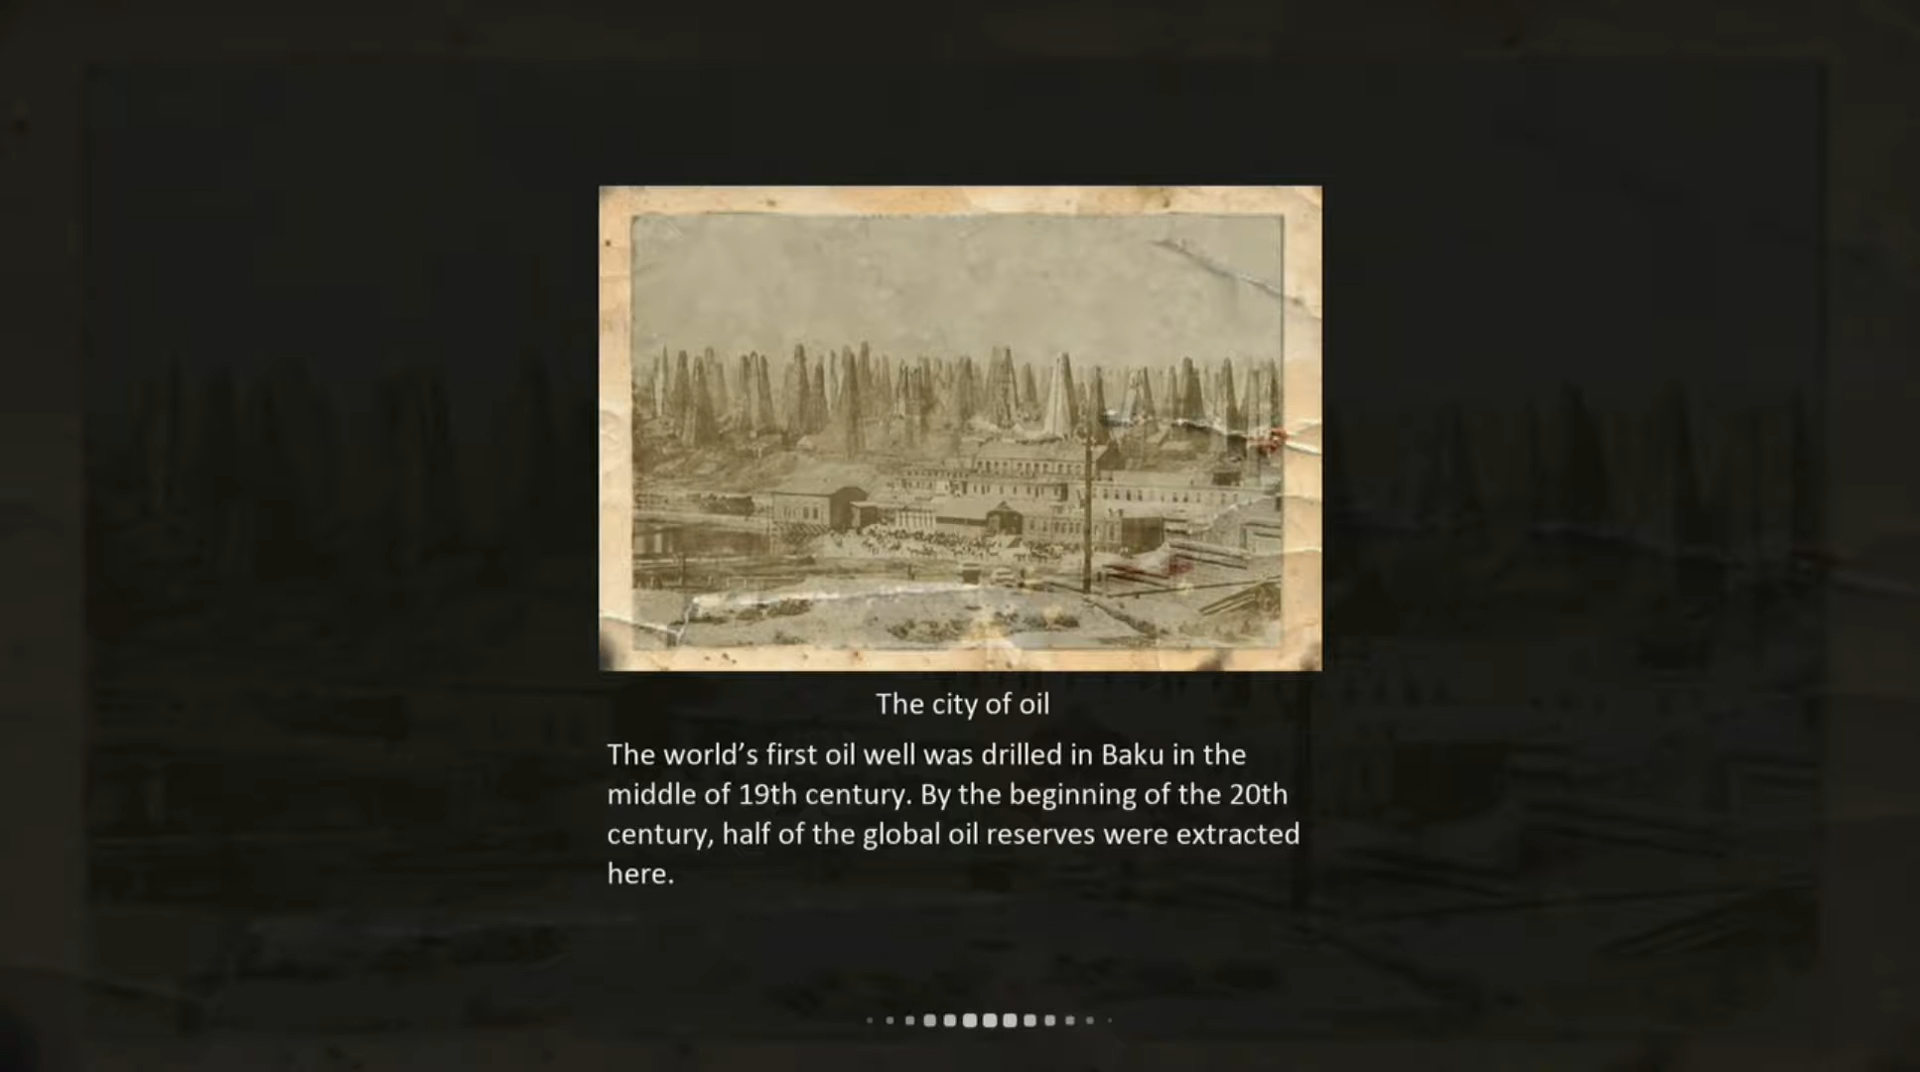 The city of oil
The world’s first oil well was drilled in Baku in the
middle of 19th century. By the beginning of the 20th
century, half of the global oil reserves were extracted
here.